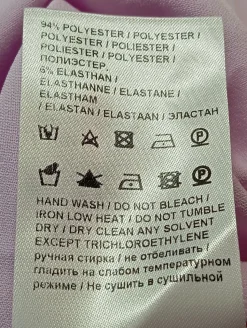 94% POLYESTER / POLYESTER /
POLYESTER / POLYESTER /
POLIESTER / POLYESTER /
ПОЛИЭСТЕР.
6% ELASTHAN /
ELASTHANNE / ELASTANE /
ELASTHAM
/ ELASTAN / ELASTAAN / ЭЛАСТАН
P
P
HAND WASH / DO NOT BLEACH /
IRON LOW HEAT / DO NOT TUMBLE
DRY / DRY CLEAN ANY SOLVENT
EXCEPT TRICHLOROETHYLENE
ручная стирка / не отбеливать /
гладить на слабом температурном
режиме / Не сушить в сушильной